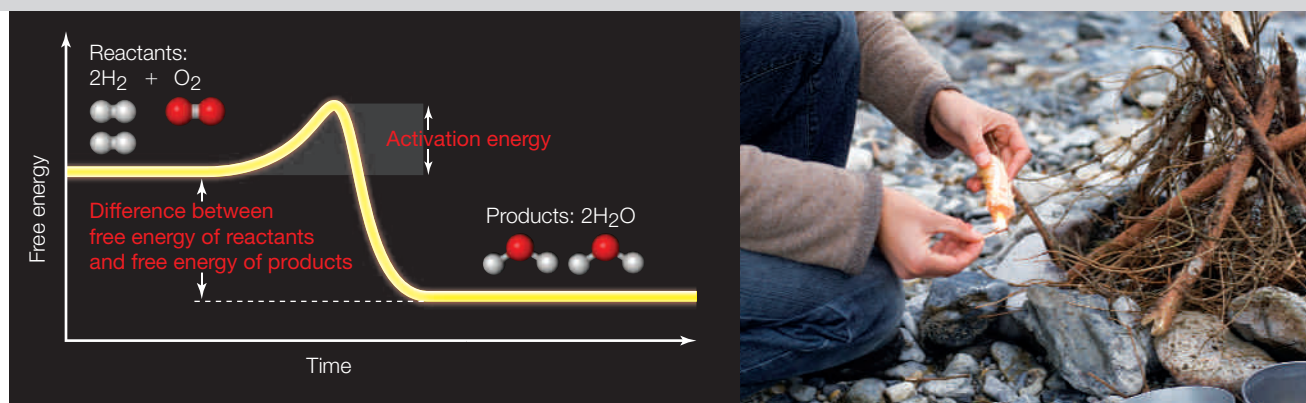 Reactants:
2H₂ + O₂
Activation energy
Free energy
Difference between
free energy of reactants
and free energy of products
Products: 2H₂O
Time